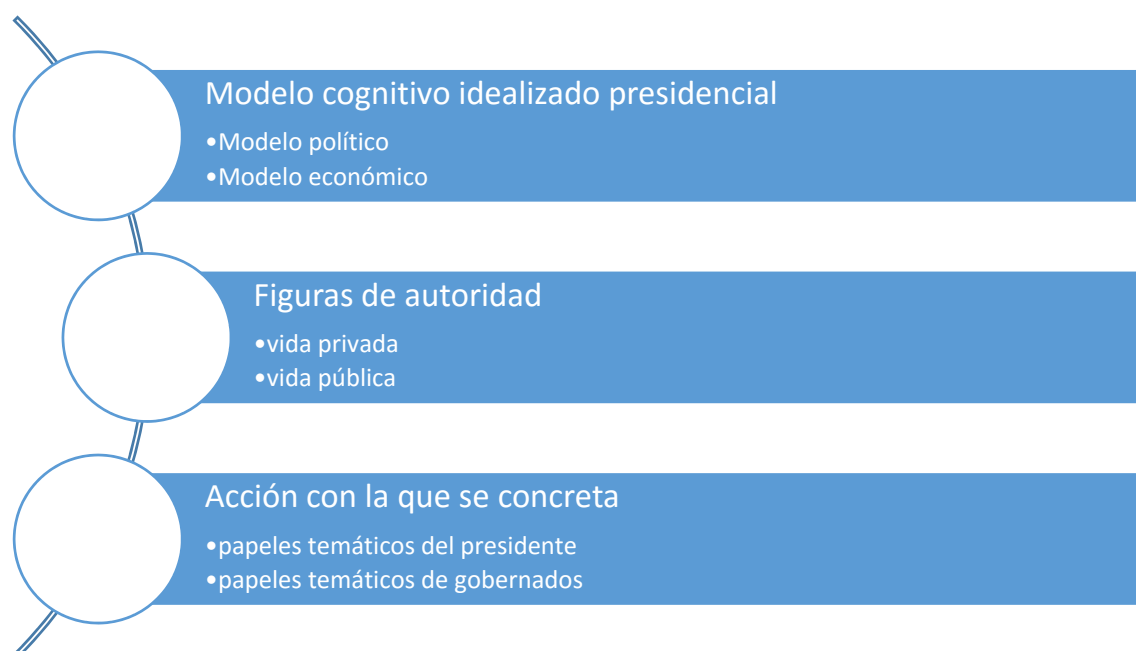 Modelo cognitivo idealizado presidencial
•Modelo político
•Modelo económico
Figuras de autoridad
•vida privada
•vida pública
Acción con la que se concreta
•papeles temáticos del presidente
•papeles temáticos de gobernados